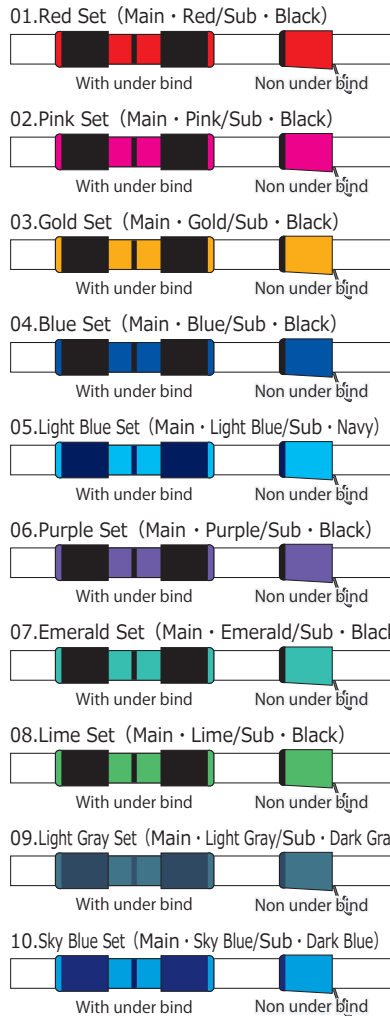 01.Red Set（Main・Red/Sub・Black）
With under bind Non under bind
02.Pink Set（Main・Pink/Sub・Black）
With under bind Non under bind
03.Gold Set（Main・Gold/Sub・Black）
With under bind Non under bind
04.Blue Set（Main・Blue/Sub・Black）
With under bind Non under bind
05.Light Blue Set（Main・Light Blue/Sub・Navy）
With under bind Non under bind
06.Purple Set（Main・Purple/Sub・Black）
With under bind Non under bind
07.Emerald Set（Main・Emerald/Sub・Black
With under bind Non under bind
08.Lime Set（Main・Lime/Sub・Black）
With under bind Non under bind
09.Light Gray Set（Main・Light Gray/Sub・Dark Gra
With under bind Non under bind
10.Sky Blue Set（Main・Sky Blue/Sub・Dark Blue）
With under bind Non under bind